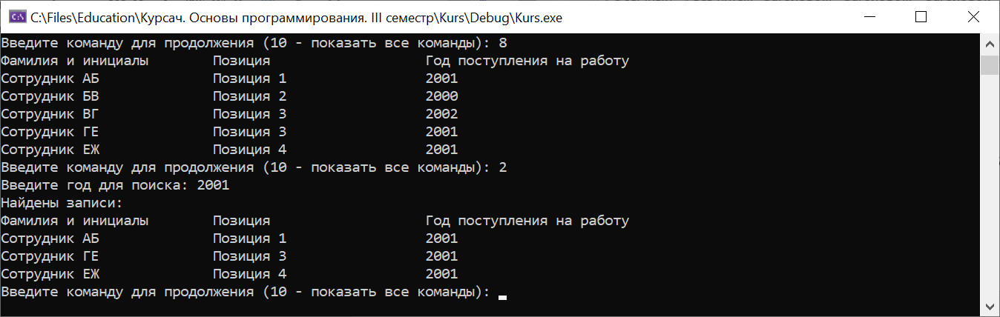 C:\Files\Education\Курсач. Основы программирования. III семестр\Kurs\Debug\Kurs.exe
Введите команду для продолжения (10 - показать все команды): 8
Фамилия и инициалы Позиция Год поступления на работу
Сотрудник АБ Позиция 1 2001
Сотрудник БВ Позиция 2 2000
Сотрудник ВГ Позиция 3 2002
Сотрудник ГЕ Позиция 3 2001
Сотрудник ЕЖ Позиция 4 2001
Введите команду для продолжения (10 - показать все команды): 2
Введите год для поиска: 2001
Найдены записи:
Фамилия и инициалы Позиция Год поступления на работу
Сотрудник АБ Позиция 1 2001
Сотрудник ГЕ Позиция 3 2001
Сотрудник ЕЖ Позиция 4 2001
Введите команду для продолжения (10 - показать все команды):